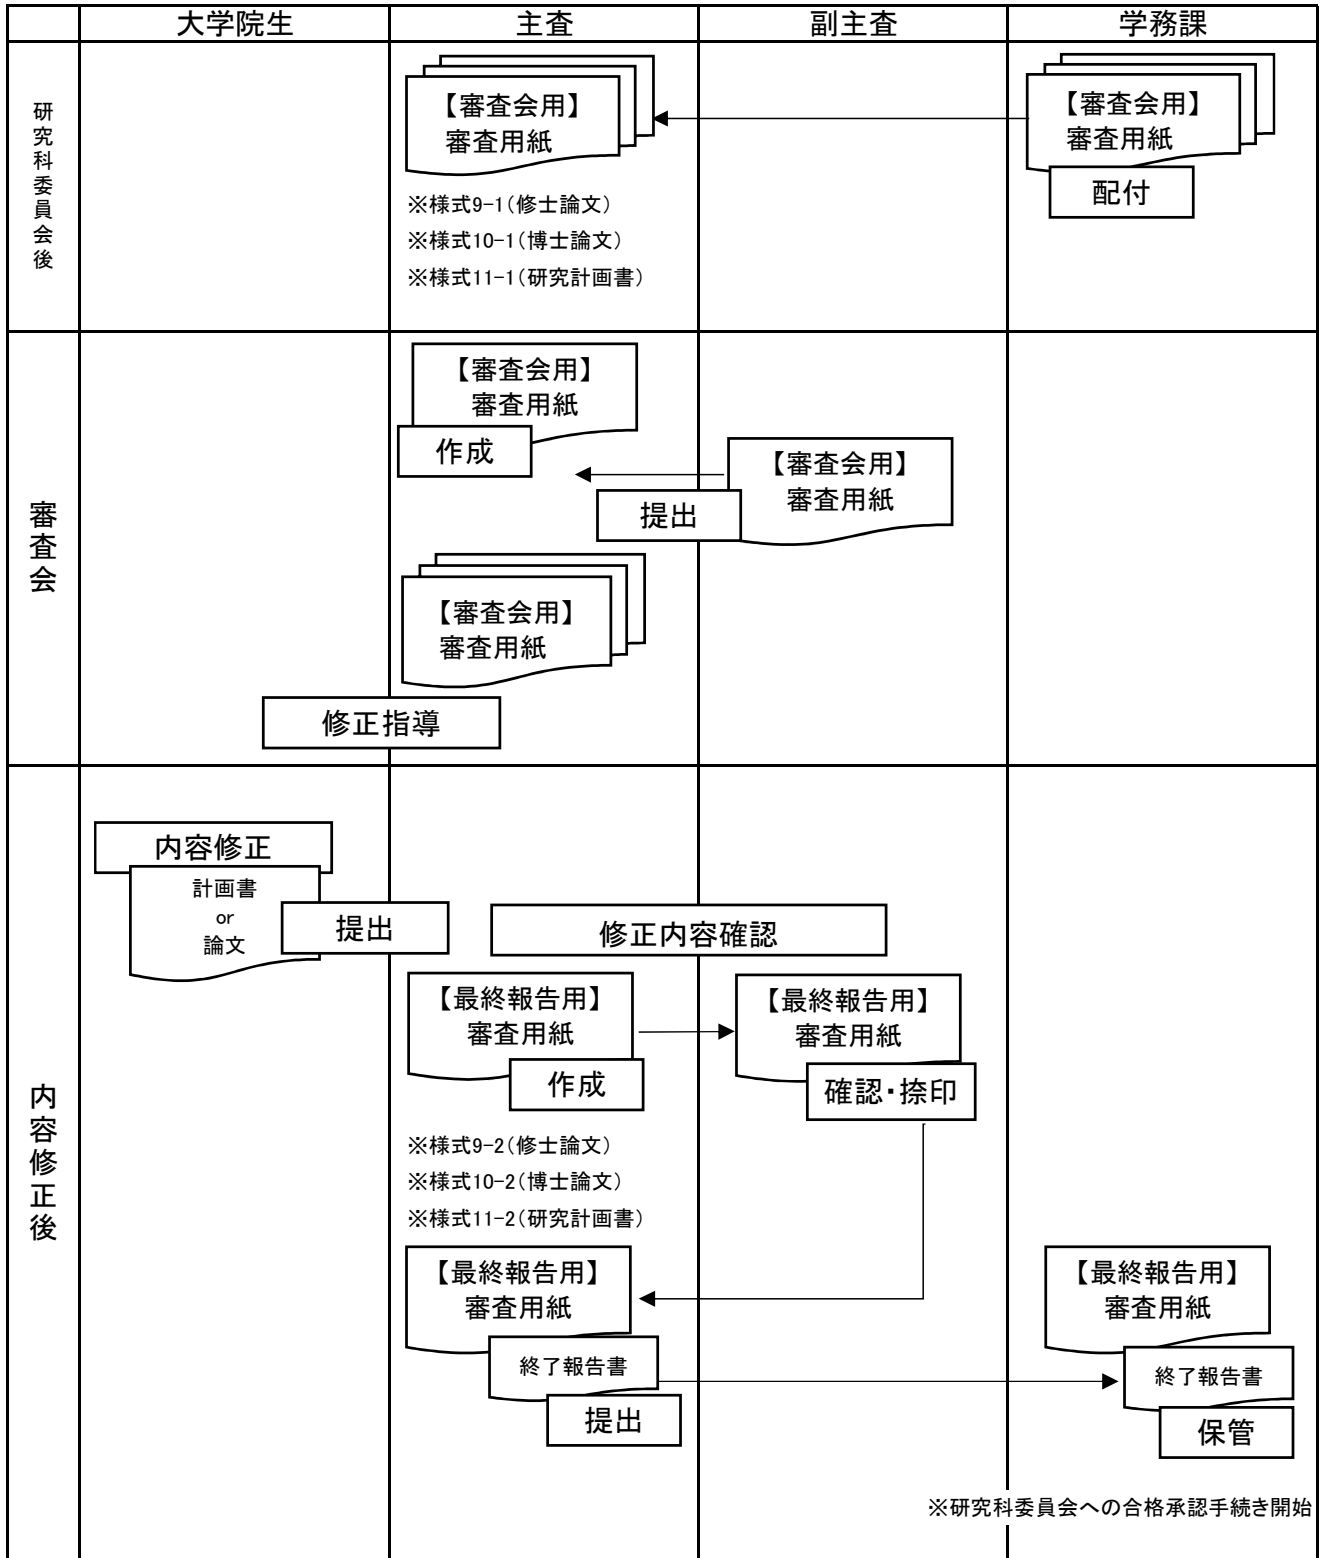 大学院生 主査 副主査 学務課
研究科委員会後
【審査会用】
審査用紙
※様式9-1(修士論文)
※様式10-1(博士論文)
※様式11-1(研究計画書)
【審査会用】
審査用紙
配付
審査会
【審査会用】
審査用紙
作成
【審査会用】
審査用紙
提出
【審査会用】
審査用紙
修正指導
内容修正後
内容修正
計画書
or
論文
提出
修正内容確認
【最終報告用】
審査用紙
作成
【最終報告用】
審査用紙
確認・捺印
※様式9-2(修士論文)
※様式10-2(博士論文)
※様式11-2(研究計画書)
【最終報告用】
審査用紙
終了報告書
提出
【最終報告用】
審査用紙
終了報告書
保管
※研究科委員会への合格承認手続き開始